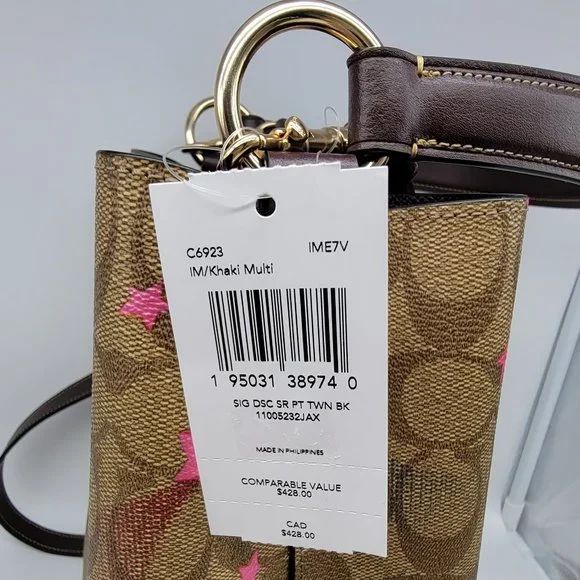 C6923 IME7V
IM/Khaki Multi
1 95031 38974 0
SIG DSC SR PT TWN BK
11005232JAX
MADE IN PHILIPPINES
COMPARABLE VALUE
$428.00
CAD
$428.00